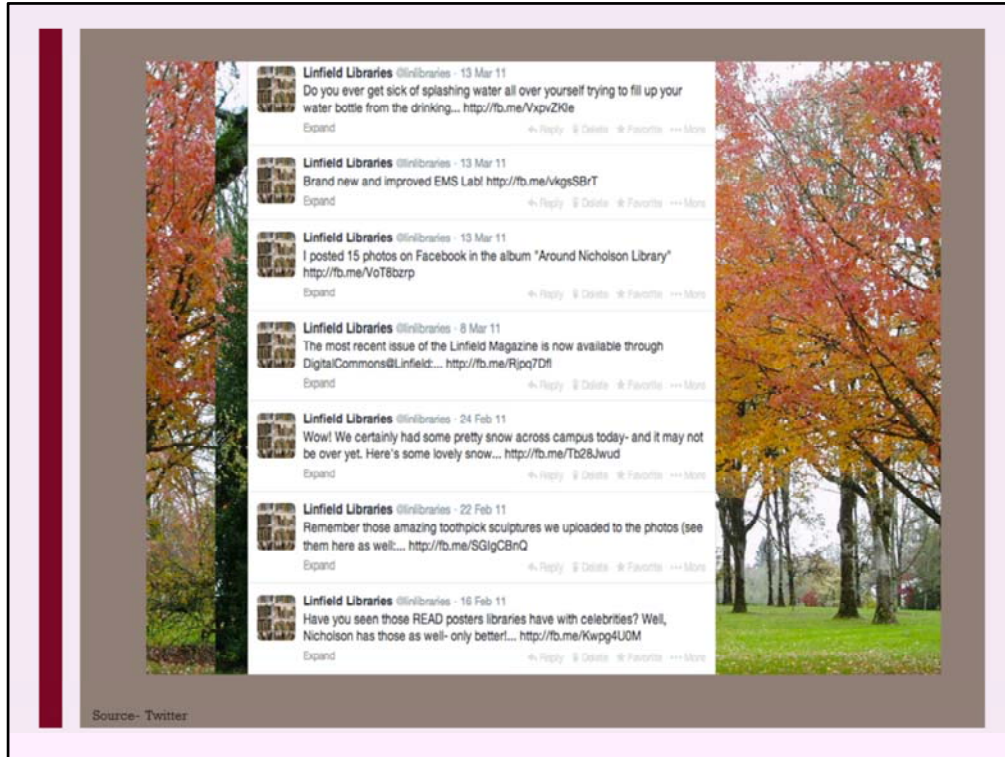 Linfield Libraries @linlibraries · 13 Mar 11
Do you ever get sick of splashing water all over yourself trying to fill up your
water bottle from the drinking... http://fb.me/VxpvZKle
Expand Reply Delete Favorite More
Linfield Libraries @linlibraries · 13 Mar 11
Brand new and improved EMS Lab! http://fb.me/vkgsSBrT
Expand Reply Delete Favorite More
Linfield Libraries @linlibraries · 13 Mar 11
I posted 15 photos on Facebook in the album "Around Nicholson Library"
http://fb.me/VoT8bzrp
Expand Reply Delete Favorite More
Linfield Libraries @linlibraries · 8 Mar 11
The most recent issue of the Linfield Magazine is now available through
DigitalCommons@Linfield:... http://fb.me/Rjpq7Dfl
Expand Reply Delete Favorite More
Linfield Libraries @linlibraries · 24 Feb 11
Wow! We certainly had some pretty snow across campus today- and it may not
be over yet. Here's some lovely snow... http://fb.me/Tb28Jwud
Expand Reply Delete Favorite More
Linfield Libraries @linlibraries · 22 Feb 11
Remember those amazing toothpick sculptures we uploaded to the photos (see
them here as well:... http://fb.me/SGIgCBnQ
Expand Reply Delete Favorite More
Linfield Libraries @linlibraries · 16 Feb 11
Have you seen those READ posters libraries have with celebrities? Well,
Nicholson has those as well- only better!... http://fb.me/Kwpg4U0M
Expand Reply Delete Favorite More
Source- Twitter